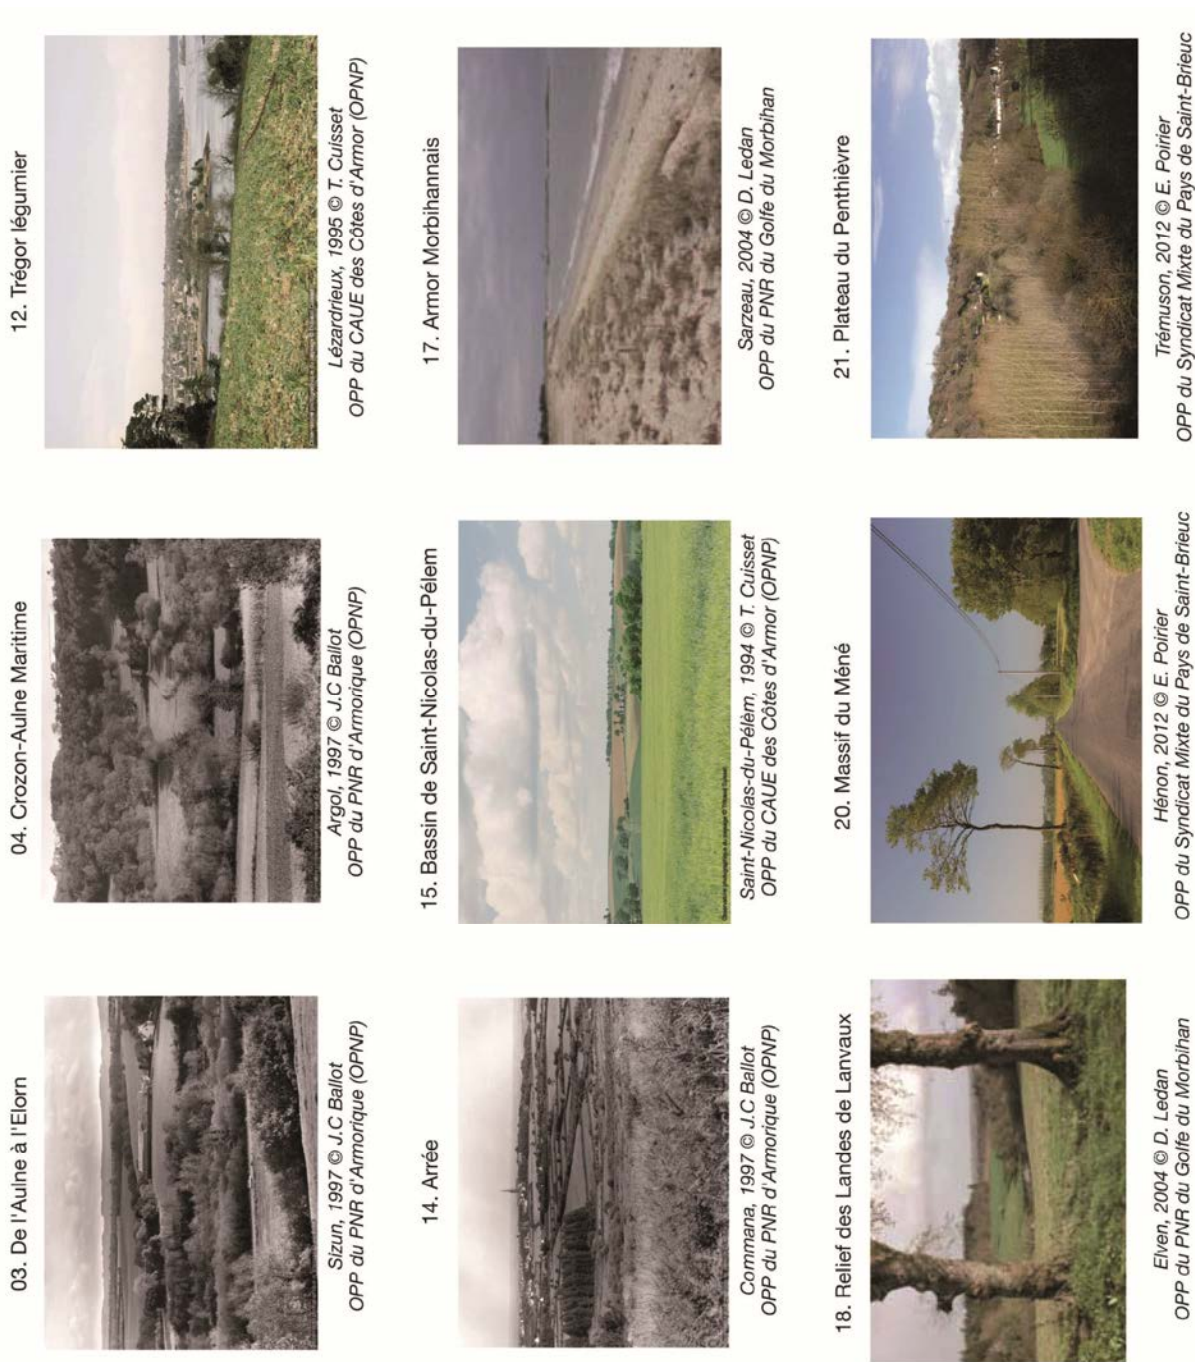 03. De l'Aulne à l'Elorn
Sizun, 1997 © J.C Ballot
OPP du PNR d'Armorique (OPNP)
04. Crozon-Aulne Maritime
Argol, 1997 © J.C Ballot
OPP du PNR d'Armorique (OPNP)
12. Trégor légumier
Lézardrieux, 1995 © T. Cuisset
OPP du CAUE des Côtes d'Armor (OPNP)
14. Arrée
Commana, 1997 © J.C Ballot
OPP du PNR d'Armorique (OPNP)
15. Bassin de Saint-Nicolas-du-Pélem
Saint-Nicolas-du-Pélèm, 1994 © T. Cuisset
OPP du CAUE des Côtes d'Armor (OPNP)
17. Armor Morbihannais
Sarzeau, 2004 © D. Ledan
OPP du PNR du Golfe du Morbihan
18. Relief des Landes de Lanvaux
Elven, 2004 © D. Ledan
OPP du PNR du Golfe du Morbihan
20. Massif du Méné
Hénon, 2012 © E. Poirier
OPP du Syndicat Mixte du Pays de Saint-Brieuc
21. Plateau du Penthièvre
Trémuson, 2012 © E. Poirier
OPP du Syndicat Mixte du Pays de Saint-Brieuc